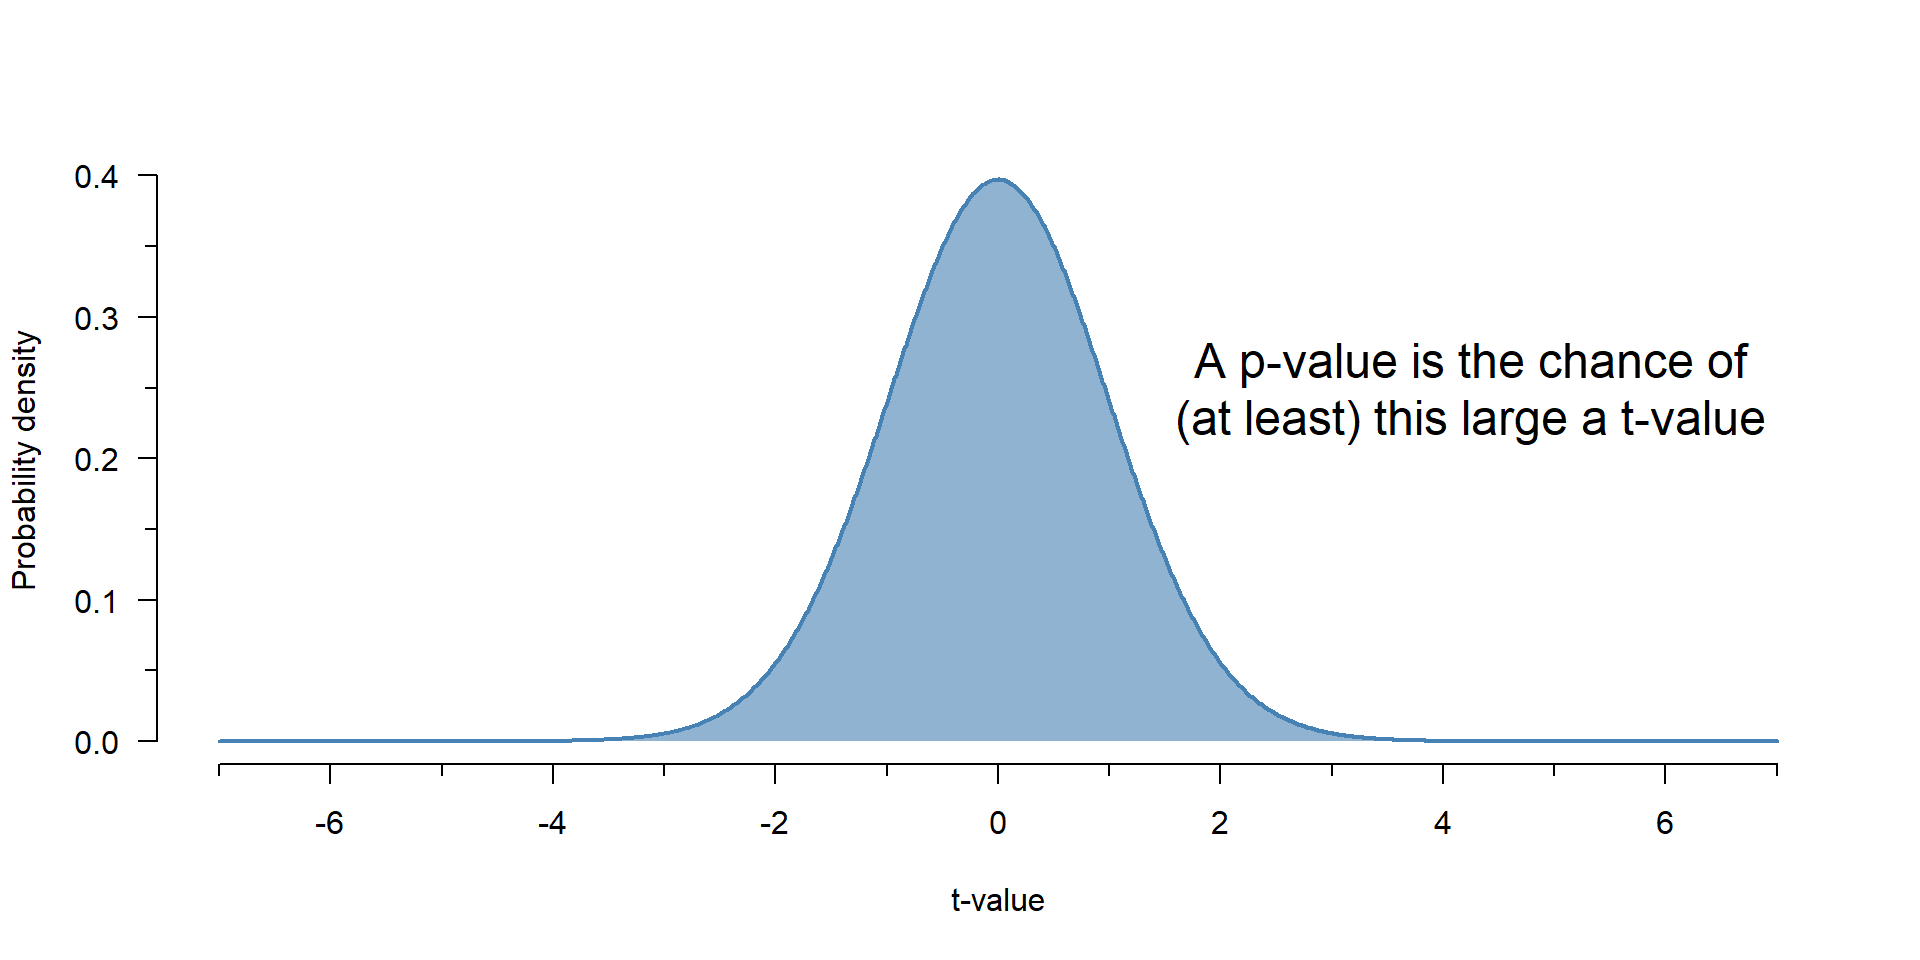 0.4
0.3
0.2
0.1
0.0
Probability density
A p-value is the chance of
(at least) this large a t-value
-6 -4 -2 0 2 4 6
t-value